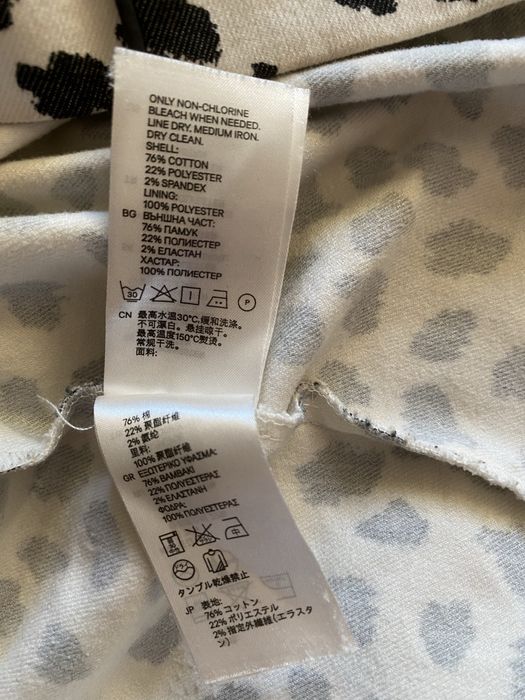 ONLY NON-CHLORINE
BLEACH WHEN NEEDED.
LINE DRY. MEDIUM IRON.
DRY CLEAN.
SHELL:
76% COTTON
22% POLYESTER
2% SPANDEX
LINING:
100% POLYESTER
BG ВЪНШНА ЧАСТ:
76% ПАМУК
22% ПОЛИЕСТЕР
2% ЕЛАСТАН
ХАСТАР:
100% ПОЛИЕСТЕР
30 P
CN 最高水温30°C,缓和洗涤。
不可漂白。悬挂晾干。
最高温度150°C熨烫。
常规干洗。
面料:
76% 棉
22% 聚酯纤维
2% 氨纶
里料:
100% 聚酯纤维
GR ΕΞΩΤΕΡΙΚΟ ΥΦΑΣΜΑ:
76% ΒΑΜΒΑΚΙ
22% ΠΟΛΥΕΣΤΕΡΑΣ
2% ΕΛΑΣΤΑΝΗ
ΦΟΔΡΑ:
100% ΠΟΛΥΕΣΤΕΡΑΣ
中
タンブル乾燥禁止
JP 表地:
76% コットン
22% ポリエステル
2% 指定外繊維(エラスタ
ン)